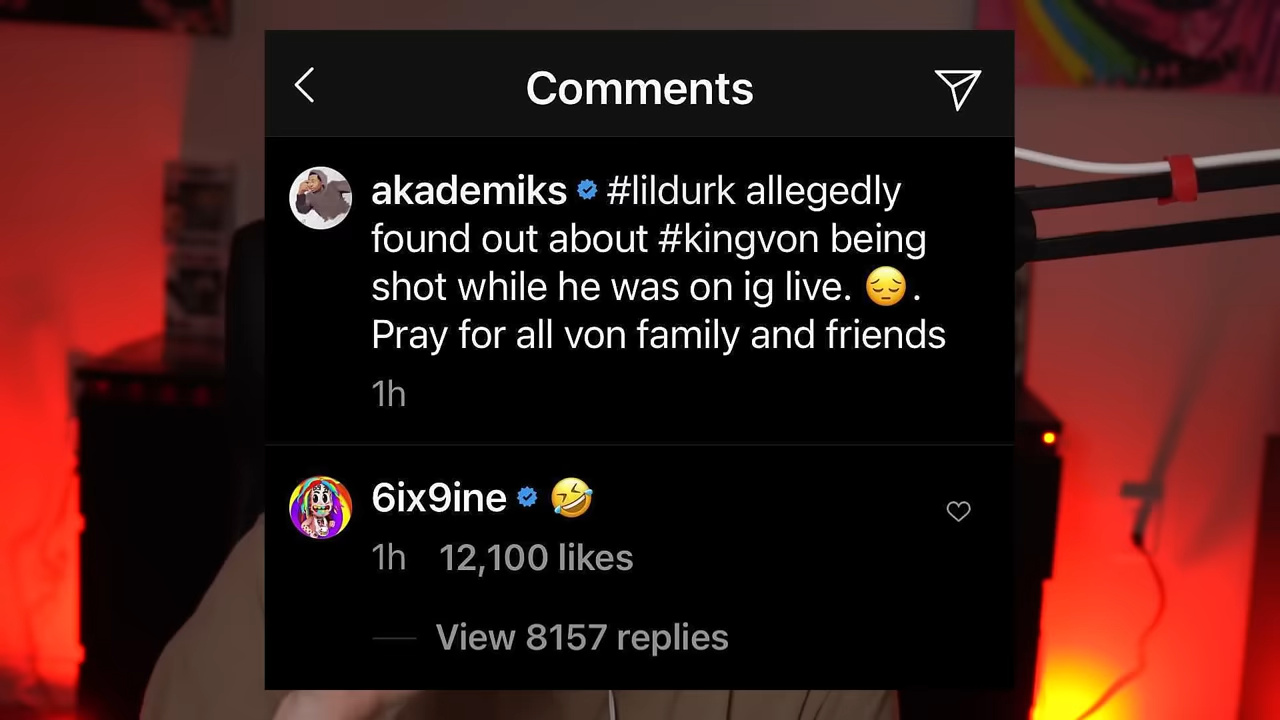 Comments
akademiks #lildurk allegedly
found out about #kingvon being
shot while he was on ig live. 😔.
Pray for all von family and friends
1h
6ix9ine 🤣
1h 12,100 likes
View 8157 replies